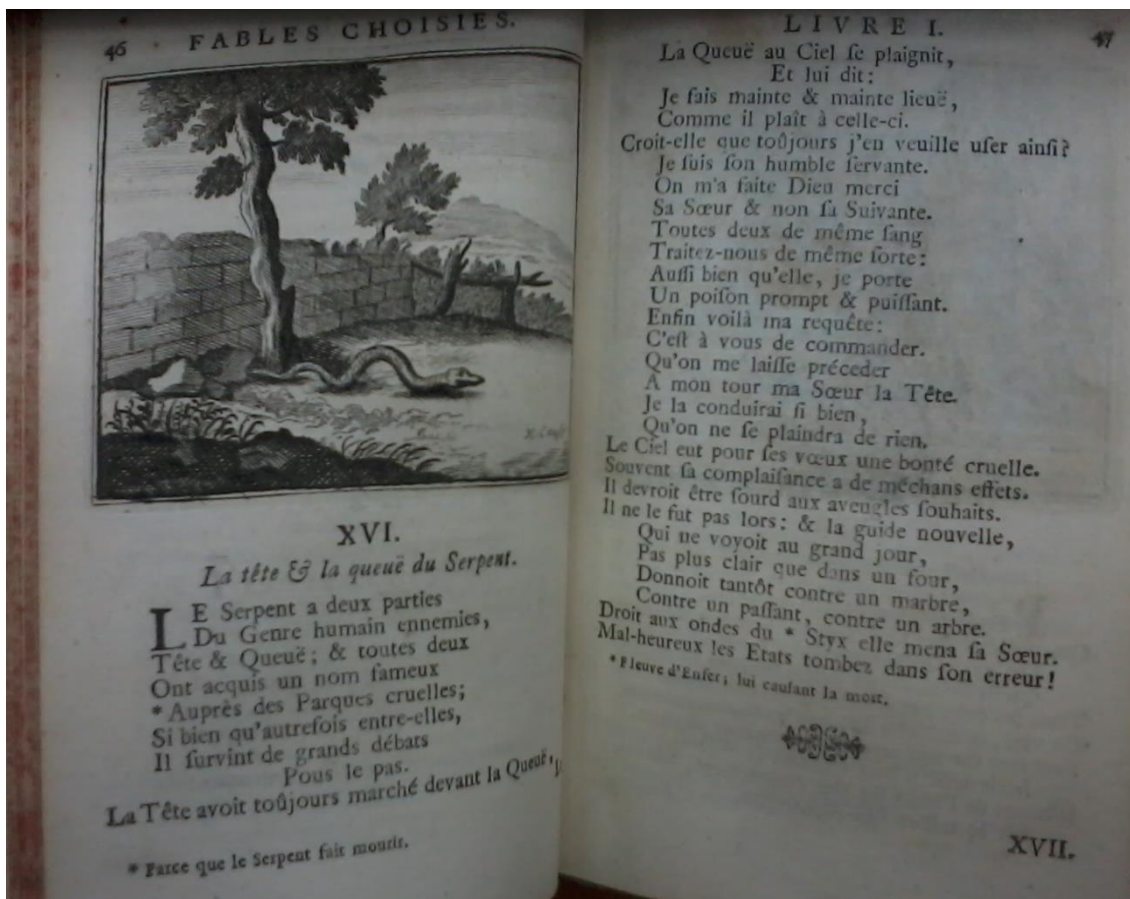 46
FABLES CHOISIES.
XVI.
La tête & la queuë du Serpent.
LE Serpent a deux parties
Du Genre humain ennemies,
Tête & Queuë; & toutes deux
Ont acquis un nom fameux
* Auprès des Parques cruelles;
Si bien qu'autrefois entre-elles,
Il ſurvint de grands débats
Pous le pas.
La Tête avoit toûjours marché devant la Queuë,
* Parce que le Serpent fait mourir.
LIVRE I.
47
La Queuë au Ciel ſe plaignit,
Et lui dit:
Je fais mainte & mainte lieuë,
Comme il plaît à celle-ci.
Croit-elle que toûjours j'en veuille uſer ainſi?
Je ſuis ſon humble ſervante.
On m'a faite Dieu merci
Sa Sœur & non ſa Suivante.
Toutes deux de même ſang
Traitez-nous de même ſorte:
Auſſi bien qu'elle, je porte
Un poiſon prompt & puiſſant.
Enfin voilà ma requête:
C'eſt à vous de commander.
Qu'on me laiſſe préceder
A mon tour ma Sœur la Tête.
Je la conduirai ſi bien,
Qu'on ne ſe plaindra de rien.
Le Ciel eut pour ſes vœux une bonté cruelle.
Souvent ſa complaiſance a de méchans effets.
Il devroit être ſourd aux aveugles ſouhaits.
Il ne le fut pas lors: & la guide nouvelle,
Qui ne voyoit au grand jour,
Pas plus clair que dans un four,
Donnoit tantôt contre un marbre,
Contre un paſſant, contre un arbre.
Droit aux ondes du * Styx elle mena ſa Sœur.
Mal-heureux les Etats tombez dans ſon erreur!
* Fleuve d'Enfer; lui cauſant la mort.
XVII.